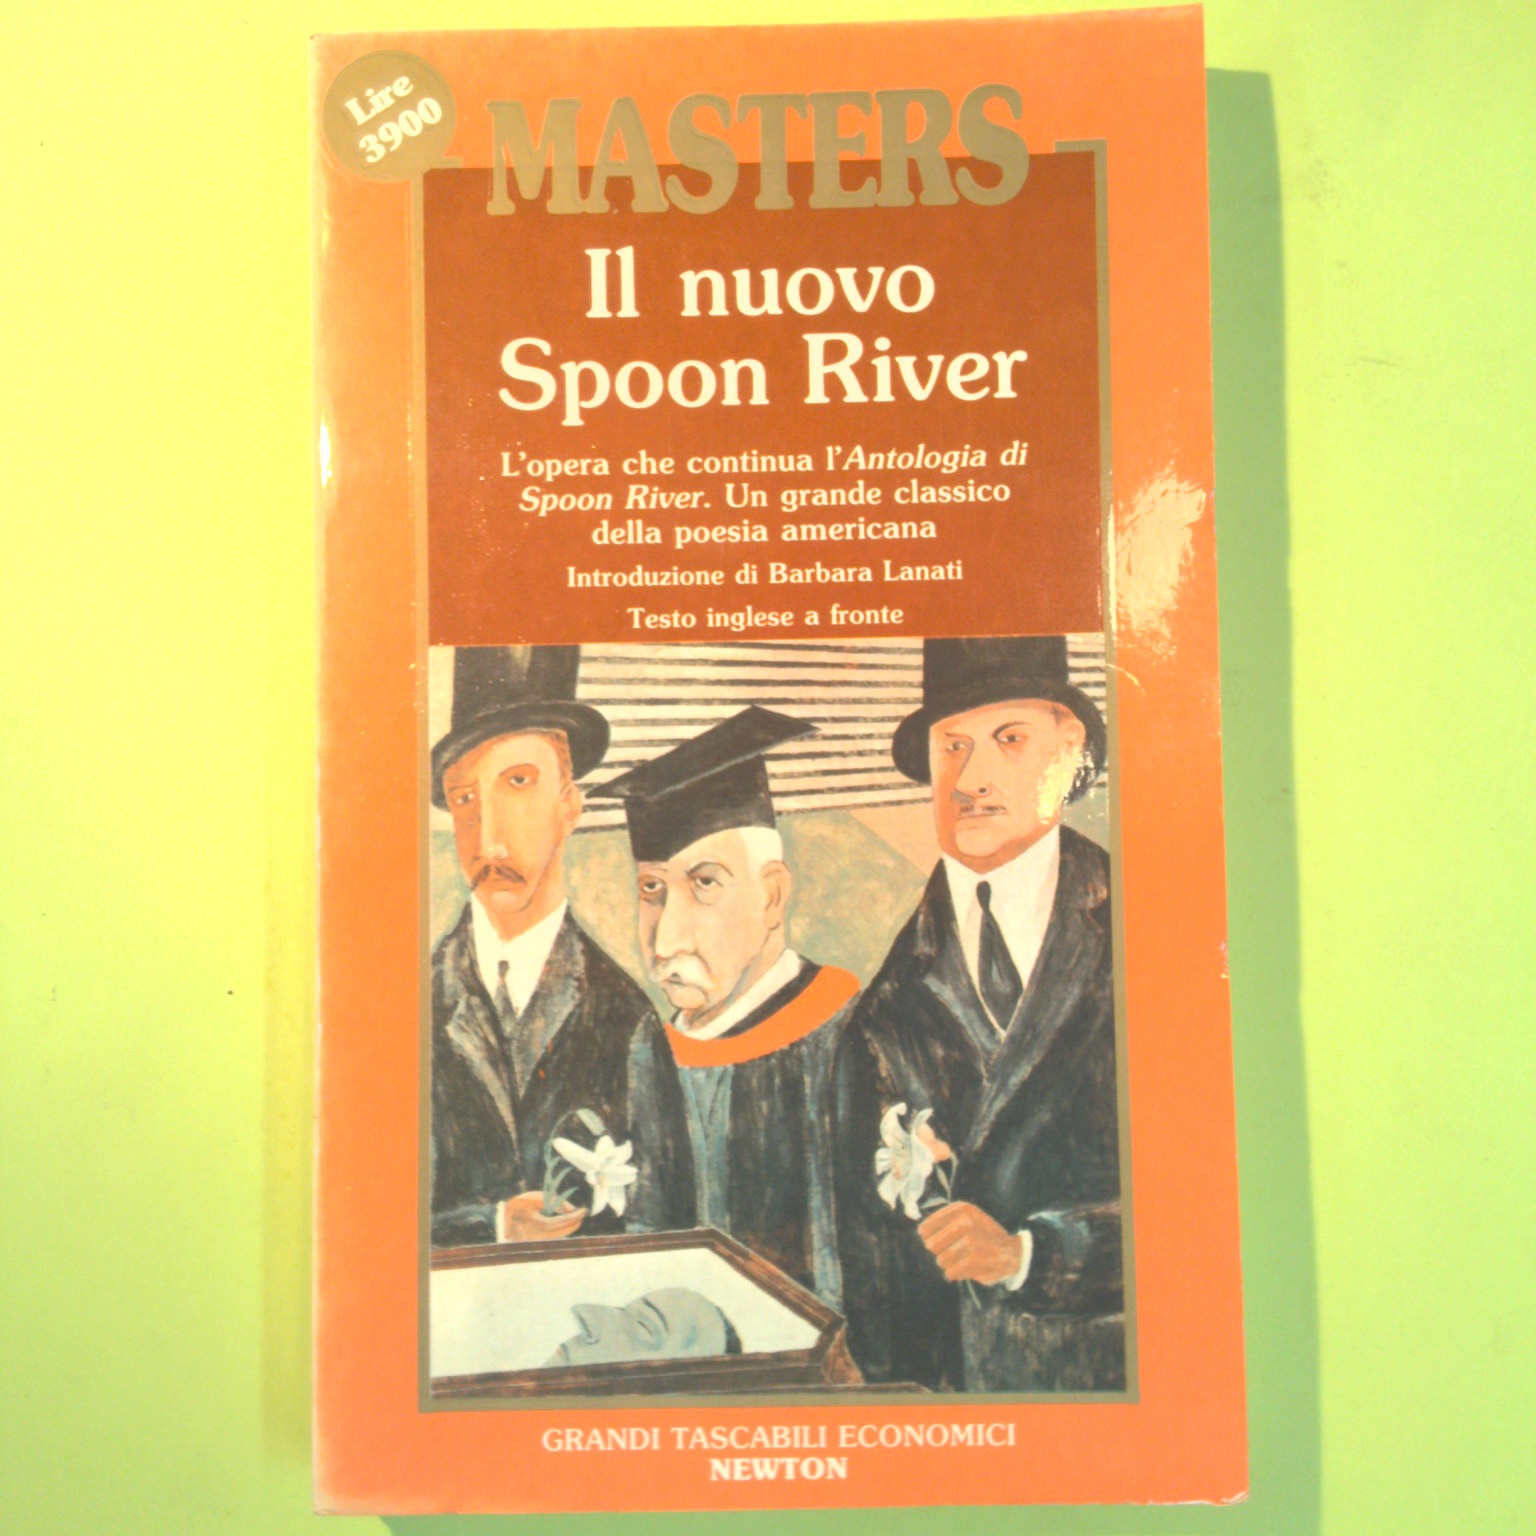 Lire
3900
MASTERS
Il nuovo
Spoon River
L'opera che continua l'Antologia di
Spoon River. Un grande classico
della poesia americana
Introduzione di Barbara Lanati
Testo inglese a fronte
GRANDI TASCABILI ECONOMICI
NEWTON